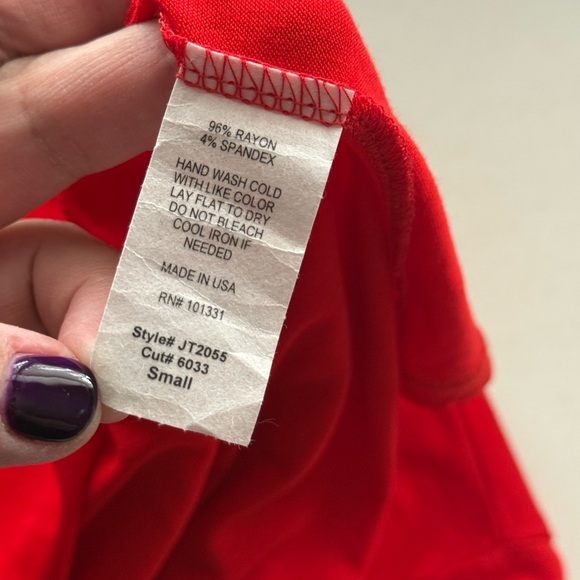 96% RAYON
4% SPANDEX
HAND WASH COLD
WITH LIKE COLOR
LAY FLAT TO DRY
DO NOT BLEACH
COOL IRON IF
NEEDED
MADE IN USA
RN# 101331
Style# JT2055
Cut# 6033
Small